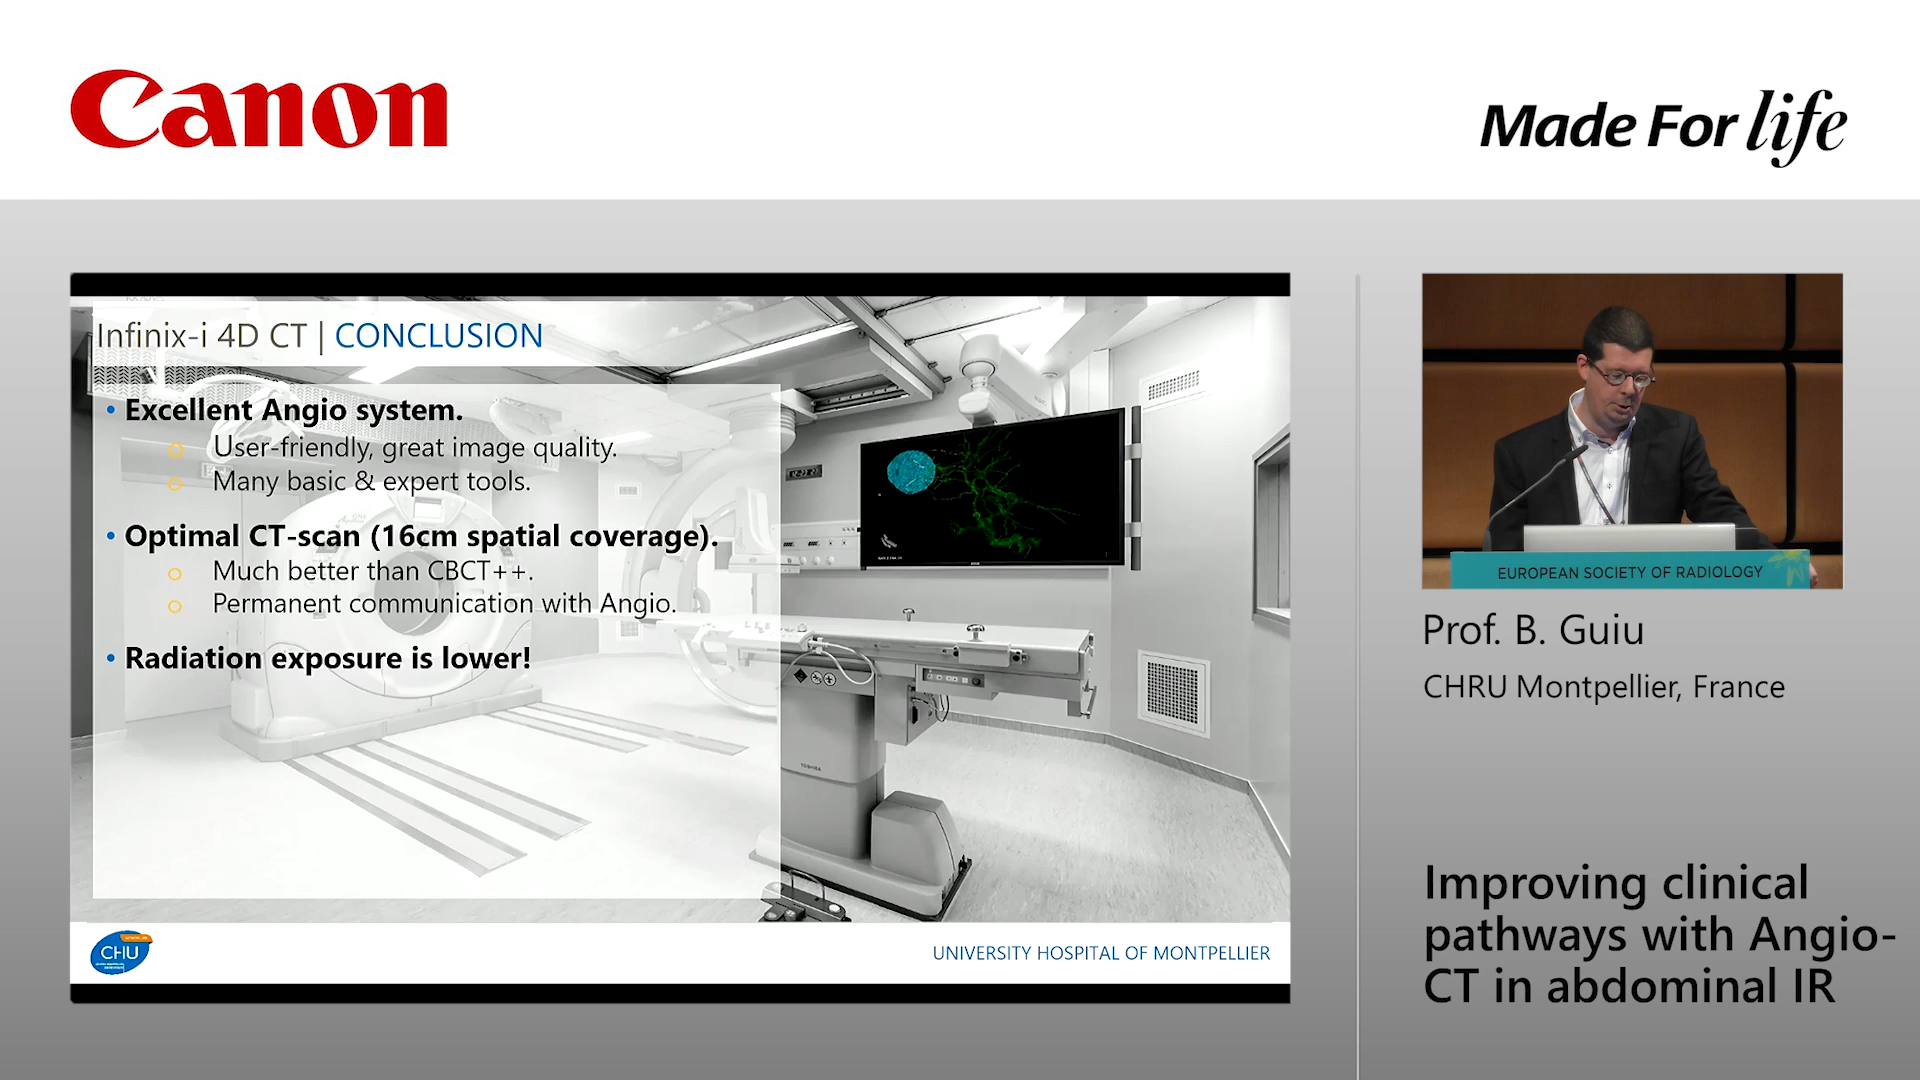 Canon
Made For life
Infinix-i 4D CT | CONCLUSION
• Excellent Angio system.
o User-friendly, great image quality.
o Many basic & expert tools.
• Optimal CT-scan (16cm spatial coverage).
o Much better than CBCT++.
o Permanent communication with Angio.
• Radiation exposure is lower!
TOSHIBA
CHU
UNIVERSITY HOSPITAL OF MONTPELLIER
EUROPEAN SOCIETY OF RADIOLOGY
Prof. B. Guiu
CHRU Montpellier, France
Improving clinical
pathways with Angio-
CT in abdominal IR